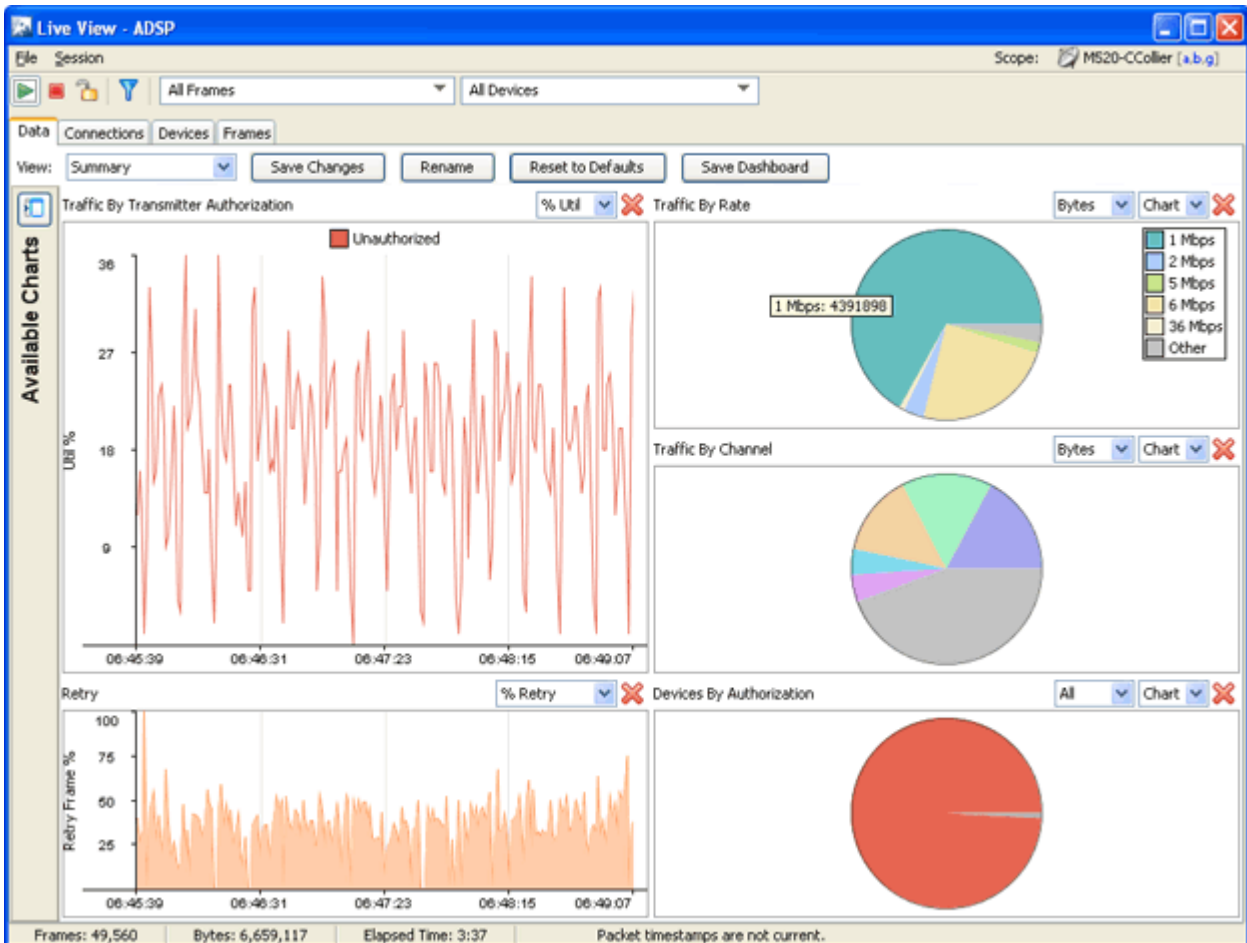 Live View - ADSP
File Session Scope: M520-CCollier [a,b,g]
All Frames All Devices
Data Connections Devices Frames
View: Summary Save Changes Rename Reset to Defaults Save Dashboard
Available Charts
Traffic By Transmitter Authorization % Util
Unauthorized
36
27
18
9
Util %
06:45:39 06:46:31 06:47:23 06:48:15 06:49:07
Traffic By Rate Bytes Chart
1 Mbps: 4391898
1 Mbps
2 Mbps
5 Mbps
6 Mbps
36 Mbps
Other
Traffic By Channel Bytes Chart
Retry % Retry
100
75
50
25
Retry Frame %
06:45:39 06:46:31 06:47:23 06:48:15 06:49:07
Devices By Authorization All Chart
Frames: 49,560 Bytes: 6,659,117 Elapsed Time: 3:37 Packet timestamps are not current.